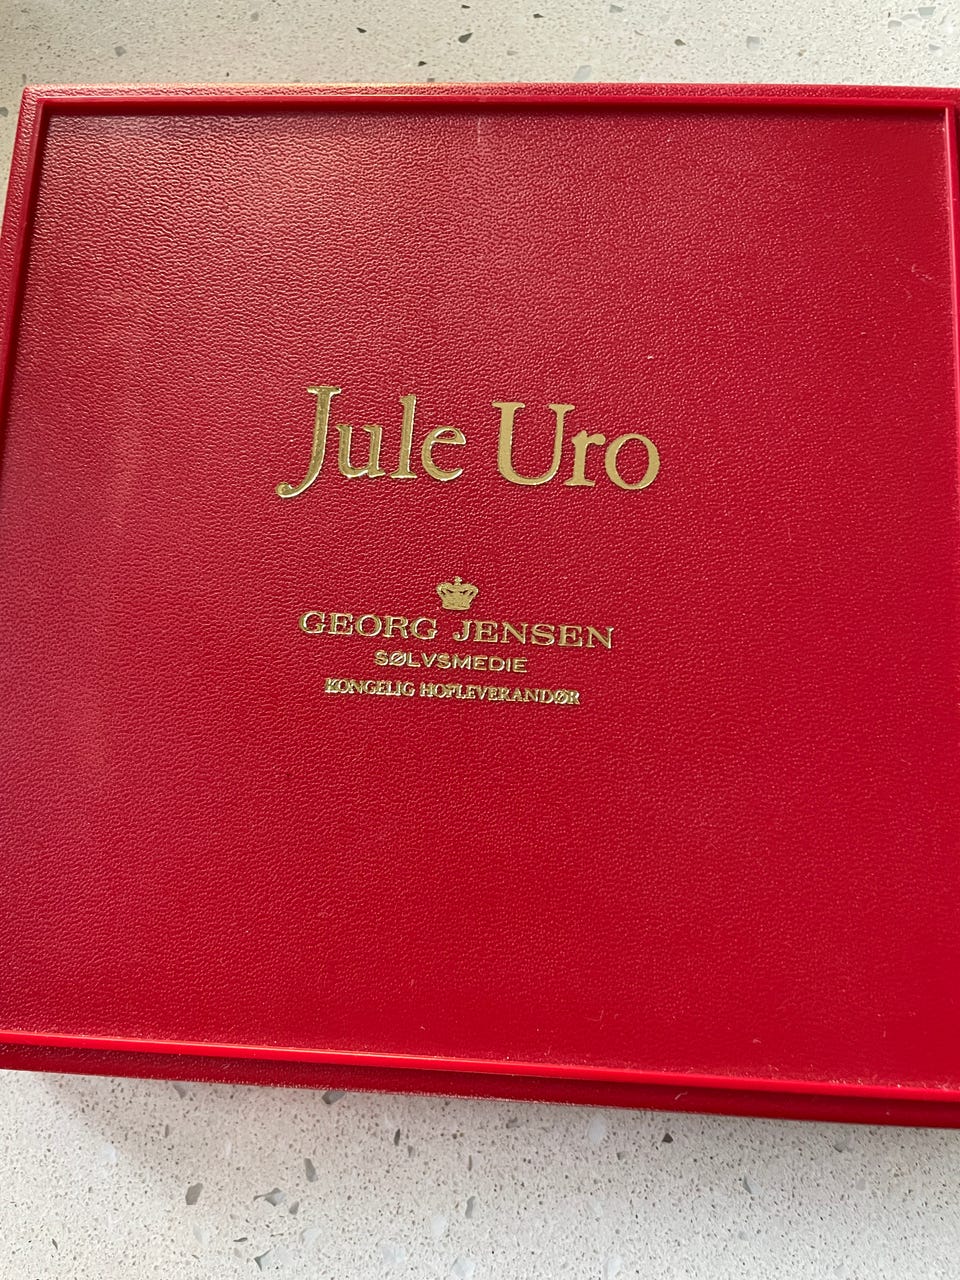 Jule Uro
GEORG JENSEN
SØLVSMEDIE
KONGELIG HOFLEVERANDØR